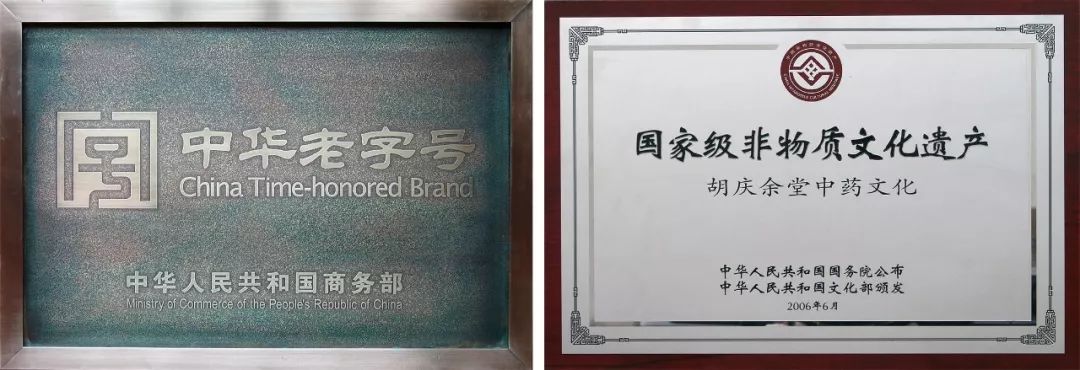 中华老字号
China Time-honored Brand
中华人民共和国商务部
Ministry of Commerce of the People's Republic of China
国家级非物质文化遗产
胡庆余堂中药文化
中华人民共和国国务院公布
中华人民共和国文化部颁发
2006年6月